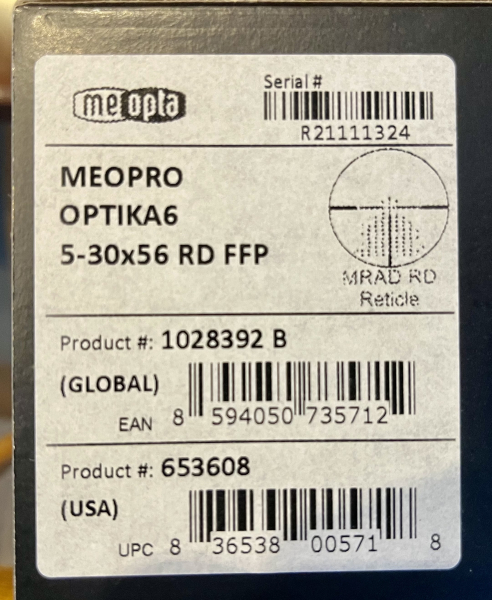 meopta
Serial #
R21111324
MEOPRO
OPTIKA6
5-30x56 RD FFP
MRAD RD
Reticle
Product #: 1028392 B
(GLOBAL)
EAN 8 594050 735712
Product #: 653608
(USA)
UPC 8 36538 00571 8